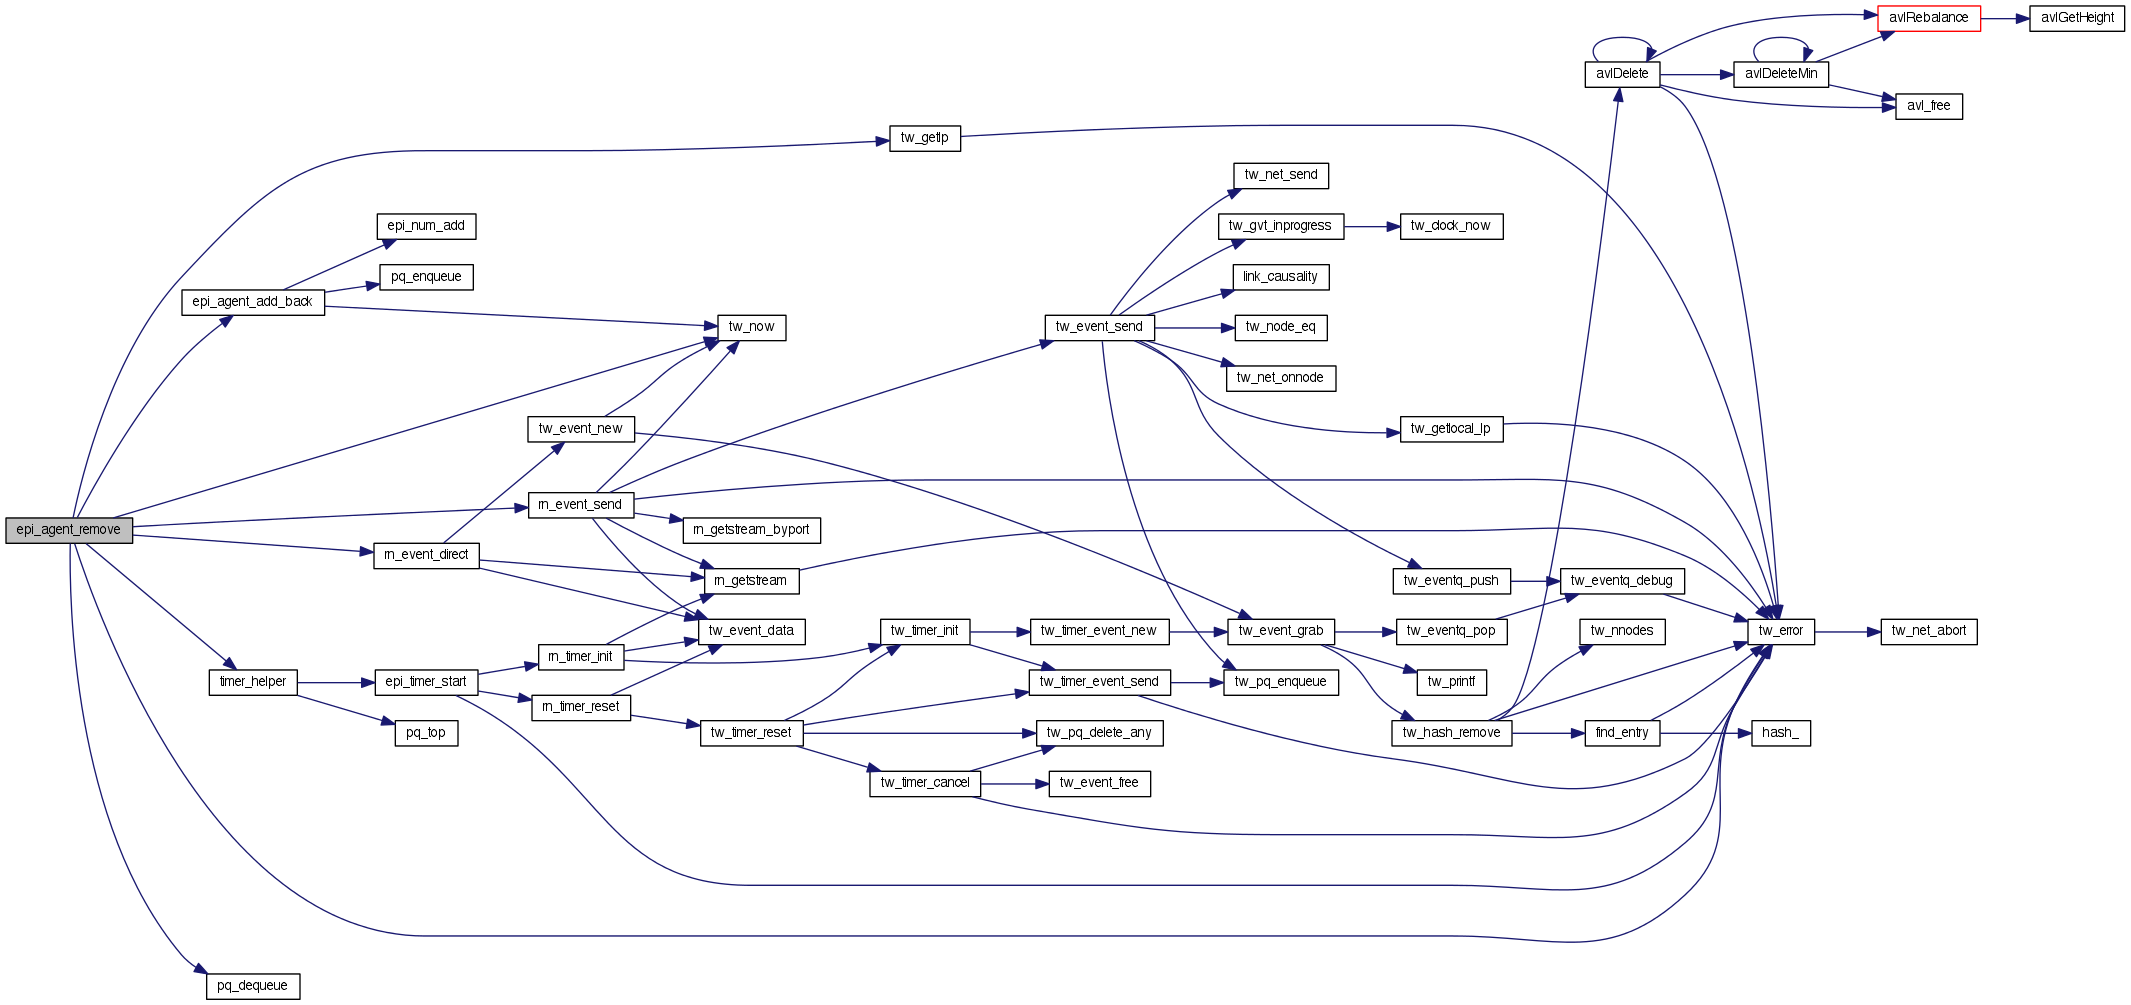 avlRebalance
avlGetHeight
avlDelete
avlDeleteMin
avl_free
tw_getlp
tw_net_send
epi_num_add
tw_gvt_inprogress
tw_clock_now
pq_enqueue
link_causality
epi_agent_add_back
tw_now
tw_event_send
tw_node_eq
tw_net_onnode
tw_event_new
tw_getlocal_lp
rn_event_send
epi_agent_remove
rn_getstream_byport
rn_event_direct
rn_getstream
tw_eventq_push
tw_eventq_debug
tw_event_data
tw_timer_init
tw_timer_event_new
tw_event_grab
tw_eventq_pop
tw_nnodes
tw_error
tw_net_abort
rn_timer_init
timer_helper
epi_timer_start
tw_timer_event_send
tw_pq_enqueue
tw_printf
rn_timer_reset
pq_top
tw_timer_reset
tw_pq_delete_any
tw_hash_remove
find_entry
hash_
tw_timer_cancel
tw_event_free
pq_dequeue